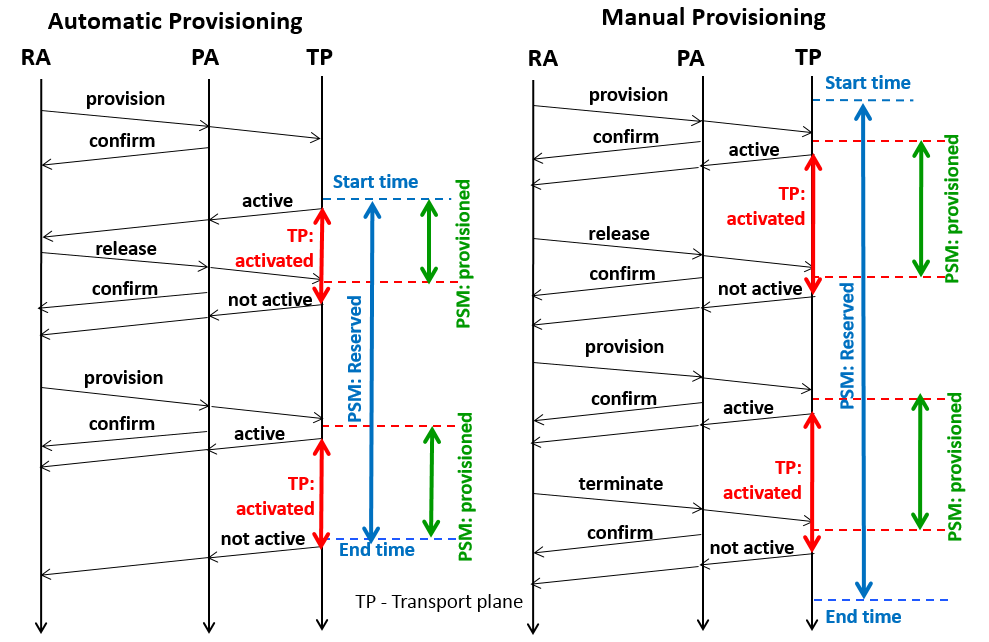 Automatic Provisioning
RA
PA
TP
provision
confirm
Start time
active
TP:
activated
release
confirm
not active
PSM: Reserved
PSM: provisioned
provision
confirm
active
TP:
activated
PSM: provisioned
not active
End time
Manual Provisioning
RA
PA
TP
Start time
provision
confirm
active
TP:
activated
PSM: provisioned
release
confirm
not active
PSM: Reserved
provision
confirm
active
TP:
activated
PSM: provisioned
terminate
confirm
not active
End time
TP - Transport plane